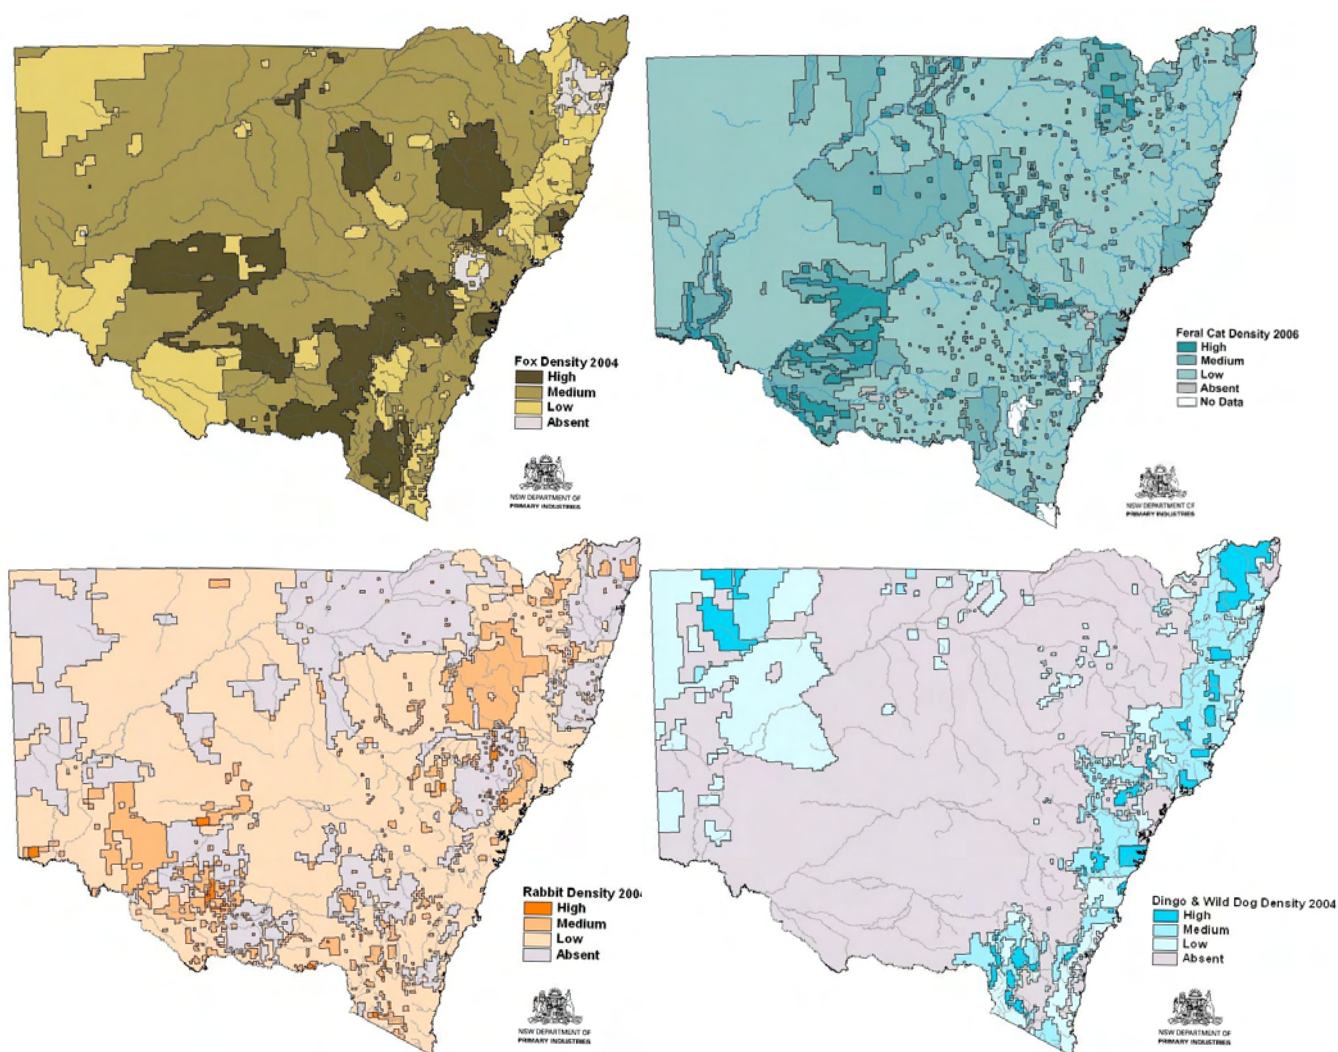 Fox Density 2004
High
Medium
Low
Absent
NSW DEPARTMENT OF
PRIMARY INDUSTRIES
Feral Cat Density 2006
High
Medium
Low
Absent
No Data
NSW DEPARTMENT OF
PRIMARY INDUSTRIES
Rabbit Density 200
High
Medium
Low
Absent
NSW DEPARTMENT OF
PRIMARY INDUSTRIES
Dingo & Wild Dog Density 2004
High
Medium
Low
Absent
NSW DEPARTMENT OF
PRIMARY INDUSTRIES